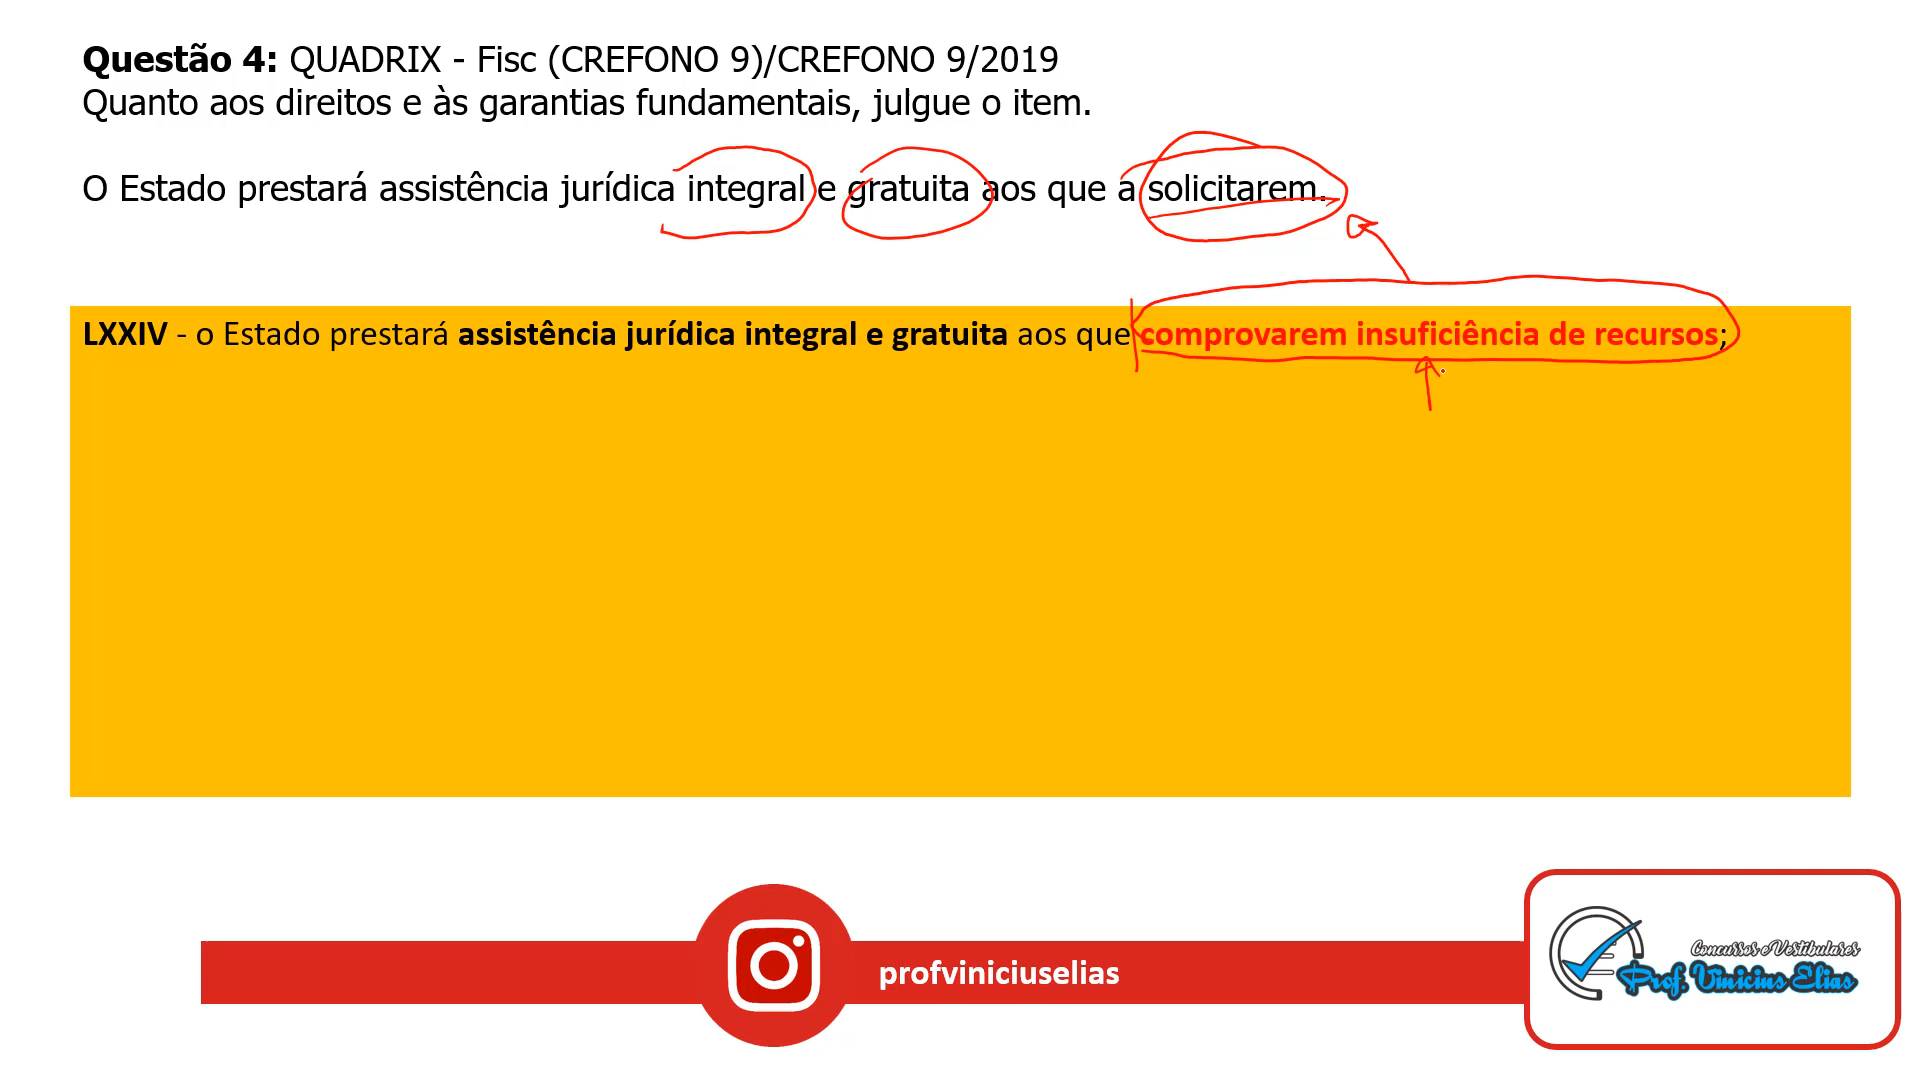 Questão 4: QUADRIX - Fisc (CREFONO 9)/CREFONO 9/2019
Quanto aos direitos e às garantias fundamentais, julgue o item.
O Estado prestará assistência jurídica integral e gratuita aos que a solicitarem.
LXXIV - o Estado prestará assistência jurídica integral e gratuita aos que comprovarem insuficiência de recursos;
profviniciuselias
Concursos e Vestibulares
Prof. Vinicius Elias